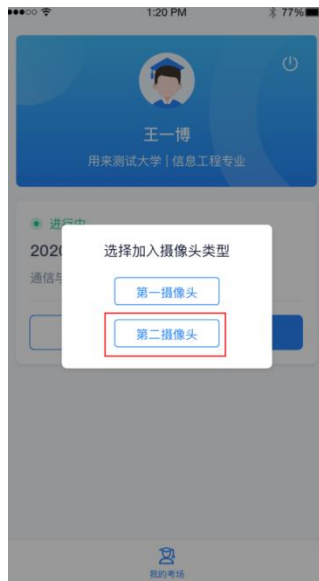 1:20 PM
77%
王一博
用来测试大学 | 信息工程专业
进行中
202
选择加入摄像头类型
通信与
第一摄像头
第二摄像头
我的考场